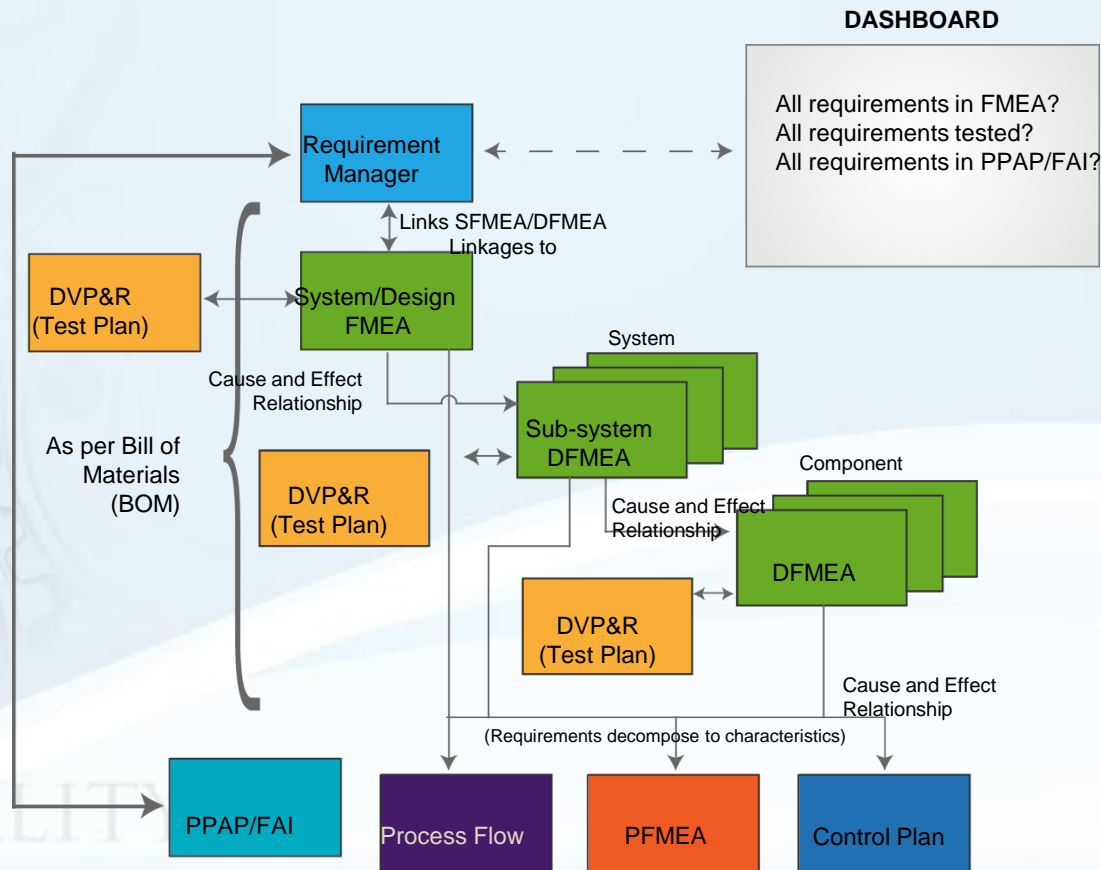 DASHBOARD
All requirements in FMEA?
All requirements tested?
All requirements in PPAP/FAI?
Requirement
Manager
Links SFMEA/DFMEA
Linkages to
DVP&R
(Test Plan)
System/Design
FMEA
System
Cause and Effect
Relationship
Sub-system
DFMEA
As per Bill of
Materials
(BOM)
DVP&R
(Test Plan)
Component
Cause and Effect
Relationship
DFMEA
DVP&R
(Test Plan)
Cause and Effect
Relationship
(Requirements decompose to characteristics)
LITY
PPAP/FAI
Process Flow
PFMEA
Control Plan